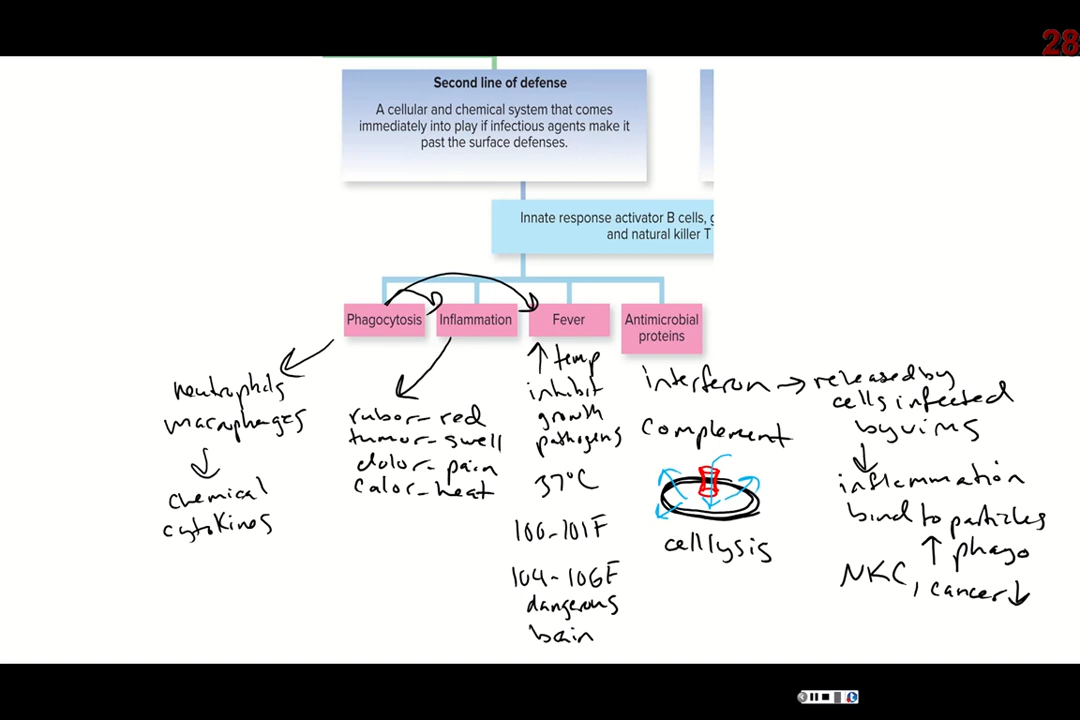 28
Second line of defense
A cellular and chemical system that comes
immediately into play if infectious agents make it
past the surface defenses.
Innate response activator B cells, g
and natural killer T
Phagocytosis
Inflammation
Fever
Antimicrobial
proteins
neutrophils
macrophages
chemical
cytokines
rubor - red
tumor - swell
dolor - pain
calor - heat
↑ temp
inhibit
growth
pathogens
37°C
100-101F
104-106F
dangerous
brain
interferon → released by
cells infected
by virus
complement
cell lysis
inflammation
bind to particles
↑ phago
NKC, cancer ↓